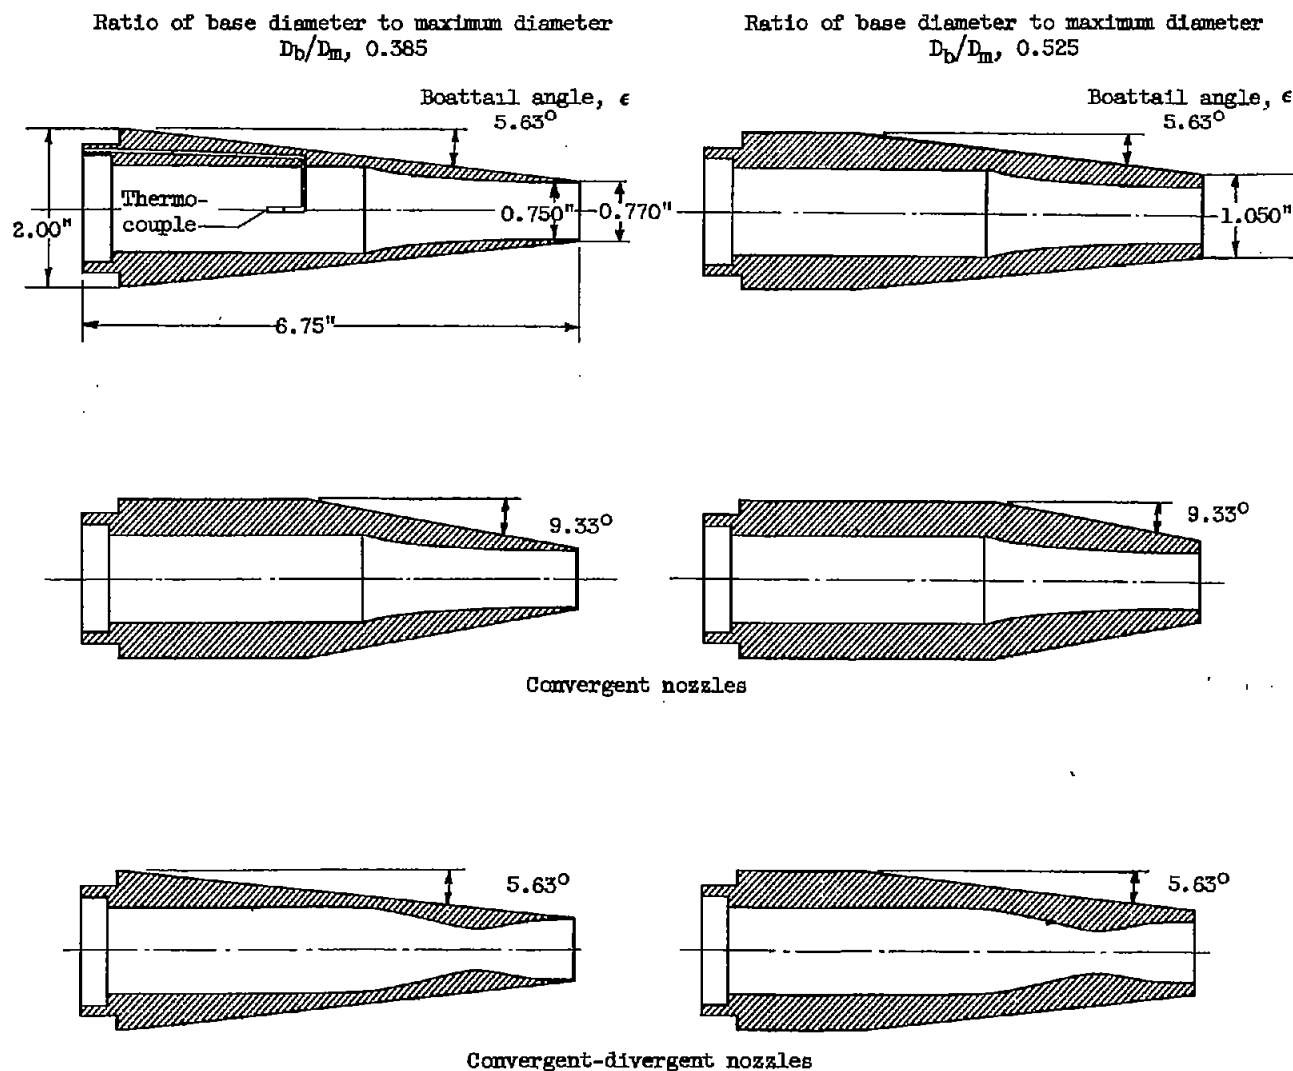 Ratio of base diameter to maximum diameter
Db/Dm, 0.385
Ratio of base diameter to maximum diameter
Db/Dm, 0.525
Boattail angle, ϵ
5.63°
Boattail angle, ϵ
5.63°
Thermo-
couple
2.00"
0.750"
0.770"
1.050"
6.75"
9.33°
9.33°
Convergent nozzles
5.63°
5.63°
Convergent-divergent nozzles